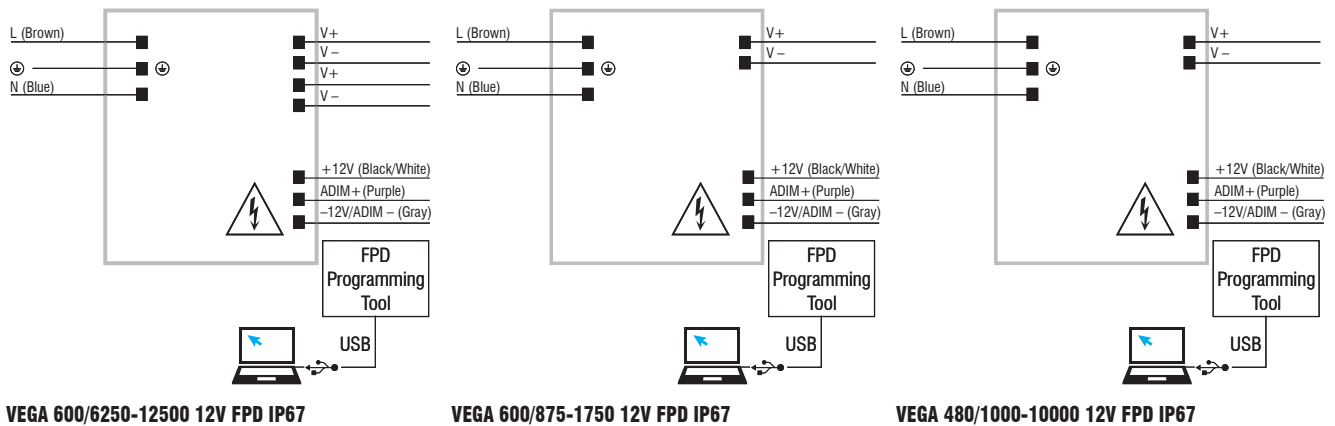 L (Brown)
N (Blue)
V+
V –
V+
V –
+12V (Black/White)
ADIM+(Purple)
–12V/ADIM – (Gray)
FPD
Programming
Tool
USB
VEGA 600/6250-12500 12V FPD IP67
L (Brown)
N (Blue)
V+
V –
+12V (Black/White)
ADIM+(Purple)
–12V/ADIM – (Gray)
FPD
Programming
Tool
USB
VEGA 600/875-1750 12V FPD IP67
L (Brown)
N (Blue)
V+
V –
+12V (Black/White)
ADIM+(Purple)
–12V/ADIM – (Gray)
FPD
Programming
Tool
USB
VEGA 480/1000-10000 12V FPD IP67